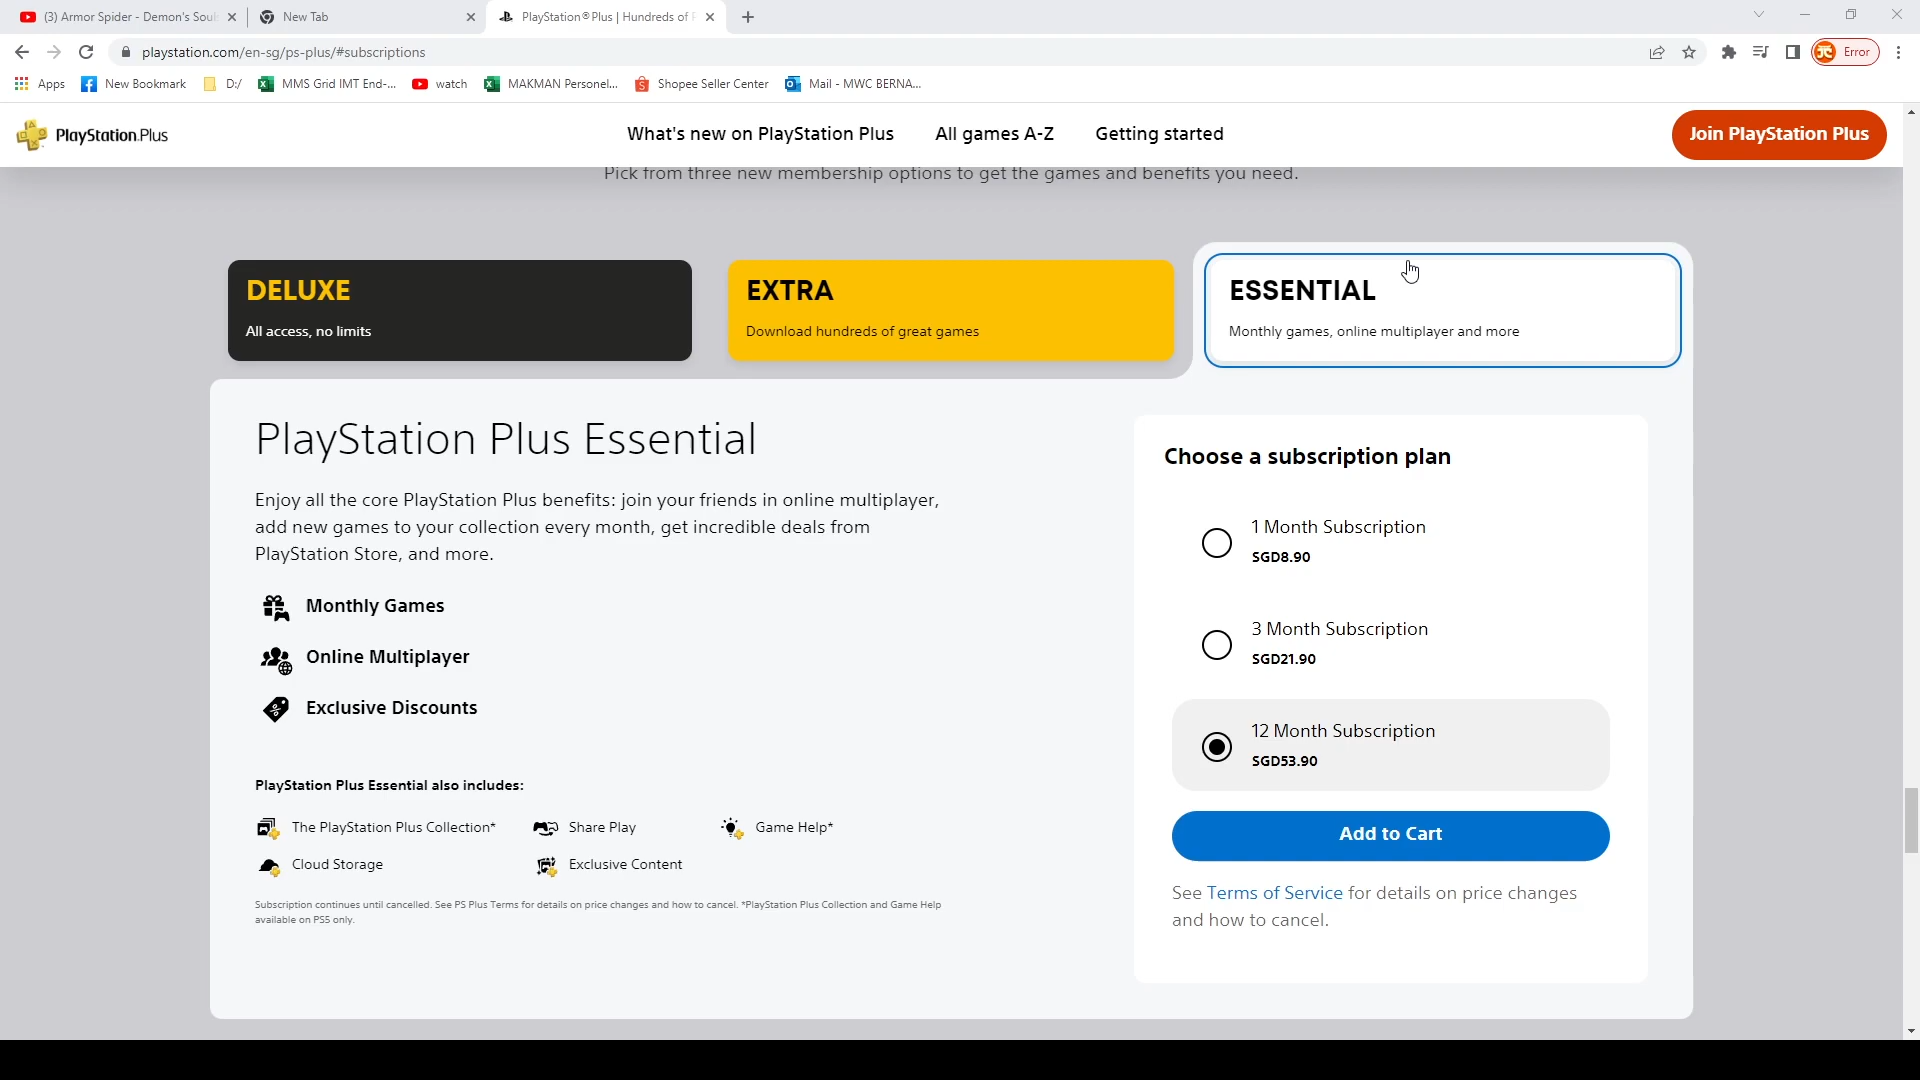 (3) Armor Spider - Demon's Soul
New Tab
PlayStation®Plus | Hundreds of
playstation.com/en-sg/ps-plus/#subscriptions
Error
Apps
New Bookmark
D:/
MMS Grid IMT End-...
watch
MAKMAN Personel...
Shopee Seller Center
Mail - MWC BERNA...
PlayStation.Plus
What's new on PlayStation Plus
All games A-Z
Getting started
Join PlayStation Plus
Pick from three new membership options to get the games and benefits you need.
DELUXE
All access, no limits
EXTRA
Download hundreds of great games
ESSENTIAL
Monthly games, online multiplayer and more
PlayStation Plus Essential
Enjoy all the core PlayStation Plus benefits: join your friends in online multiplayer,
add new games to your collection every month, get incredible deals from
PlayStation Store, and more.
Monthly Games
Online Multiplayer
Exclusive Discounts
PlayStation Plus Essential also includes:
The PlayStation Plus Collection*
Share Play
Game Help*
Cloud Storage
Exclusive Content
Subscription continues until cancelled. See PS Plus Terms for details on price changes and how to cancel. *PlayStation Plus Collection and Game Help
available on PS5 only.
Choose a subscription plan
1 Month Subscription
SGD8.90
3 Month Subscription
SGD21.90
12 Month Subscription
SGD53.90
Add to Cart
See Terms of Service for details on price changes
and how to cancel.